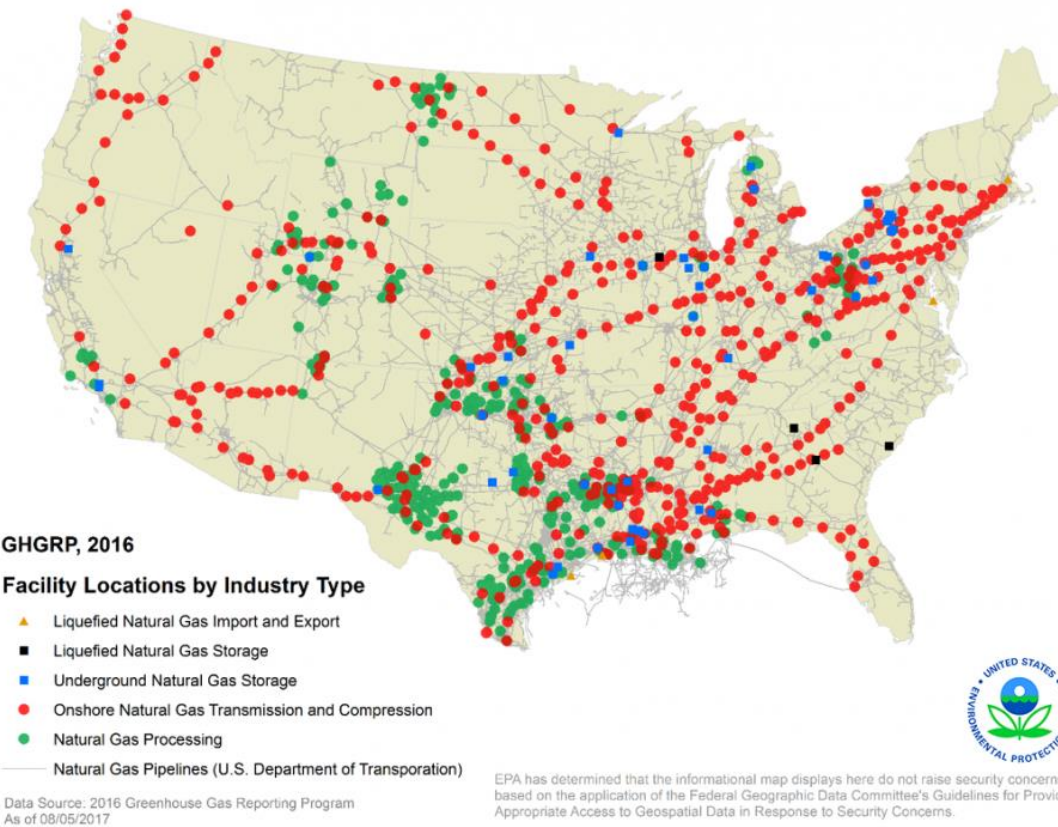 GHGRP, 2016
Facility Locations by Industry Type
Liquefied Natural Gas Import and Export
Liquefied Natural Gas Storage
Underground Natural Gas Storage
Onshore Natural Gas Transmission and Compression
Natural Gas Processing
Natural Gas Pipelines (U.S. Department of Transporation)
Data Source: 2016 Greenhouse Gas Reporting Program
As of 08/05/2017
UNITED STATES
ENVIRONMENTAL PROTECTI
EPA has determined that the informational map displays here do not raise security concern
based on the application of the Federal Geographic Data Committee's Guidelines for Provid
Appropriate Access to Geospatial Data in Response to Security Concerns.